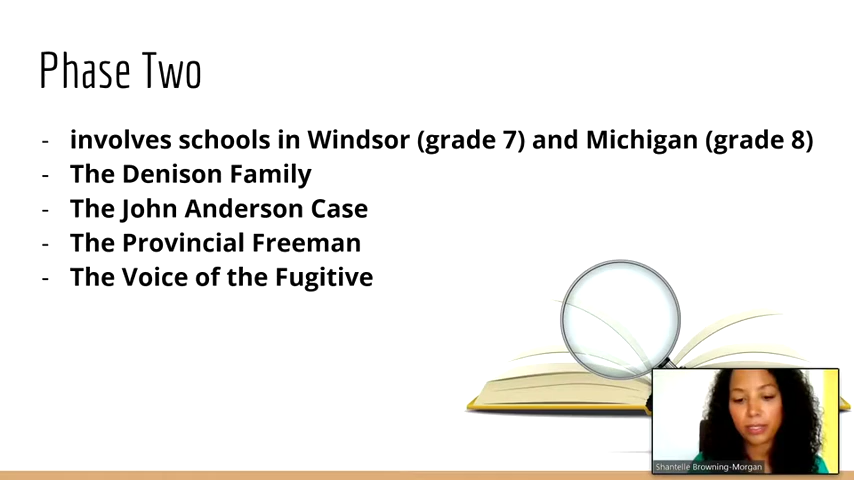 Phase Two
- involves schools in Windsor (grade 7) and Michigan (grade 8)
- The Denison Family
- The John Anderson Case
- The Provincial Freeman
- The Voice of the Fugitive
Shantelle Browning-Morgan